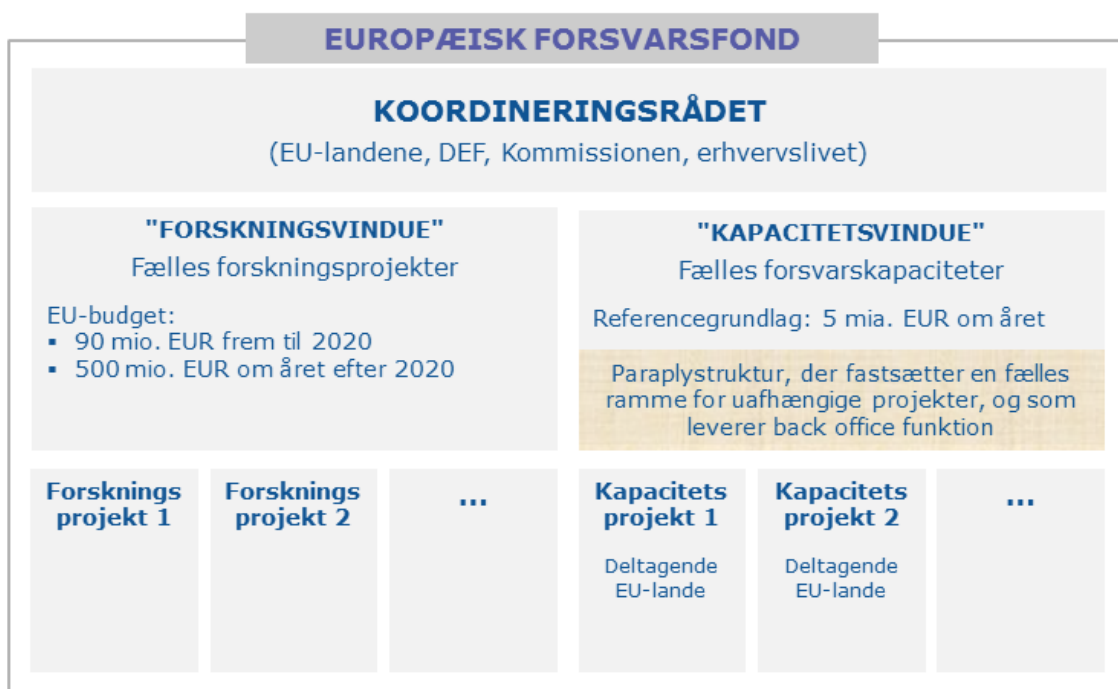 EUROPÆISK FORSVARSFOND
KOORDINERINGSRÅDET
(EU-landene, DEF, Kommissionen, erhvervslivet)
"FORSKNINGSVINDUE"
Fælles forskningsprojekter
EU-budget:
▪ 90 mio. EUR frem til 2020
▪ 500 mio. EUR om året efter 2020
"KAPACITETSVINDUE"
Fælles forsvarskapaciteter
Referencegrundlag: 5 mia. EUR om året
Paraplystruktur, der fastsætter en fælles
ramme for uafhængige projekter, og som
leverer back office funktion
Forsknings
projekt 1
Forsknings
projekt 2
...
Kapacitets
projekt 1
Deltagende
EU-lande
Kapacitets
projekt 2
Deltagende
EU-lande
...